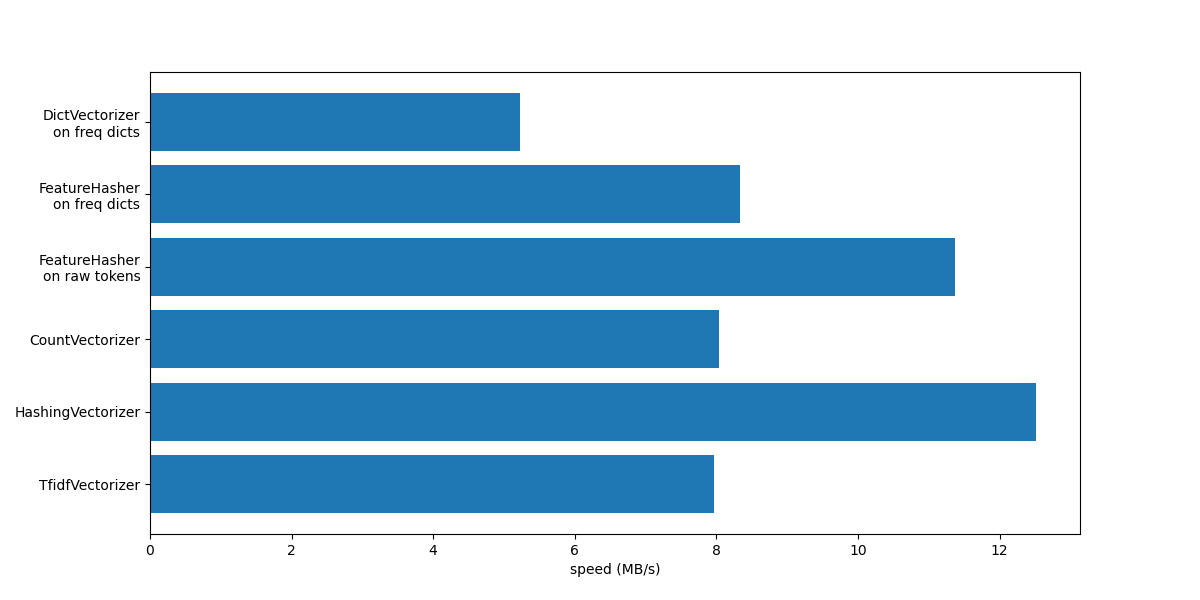 DictVectorizer
on freq dicts
FeatureHasher
on freq dicts
FeatureHasher
on raw tokens
CountVectorizer
HashingVectorizer
TfidfVectorizer
0 2 4 6 8 10 12
speed (MB/s)